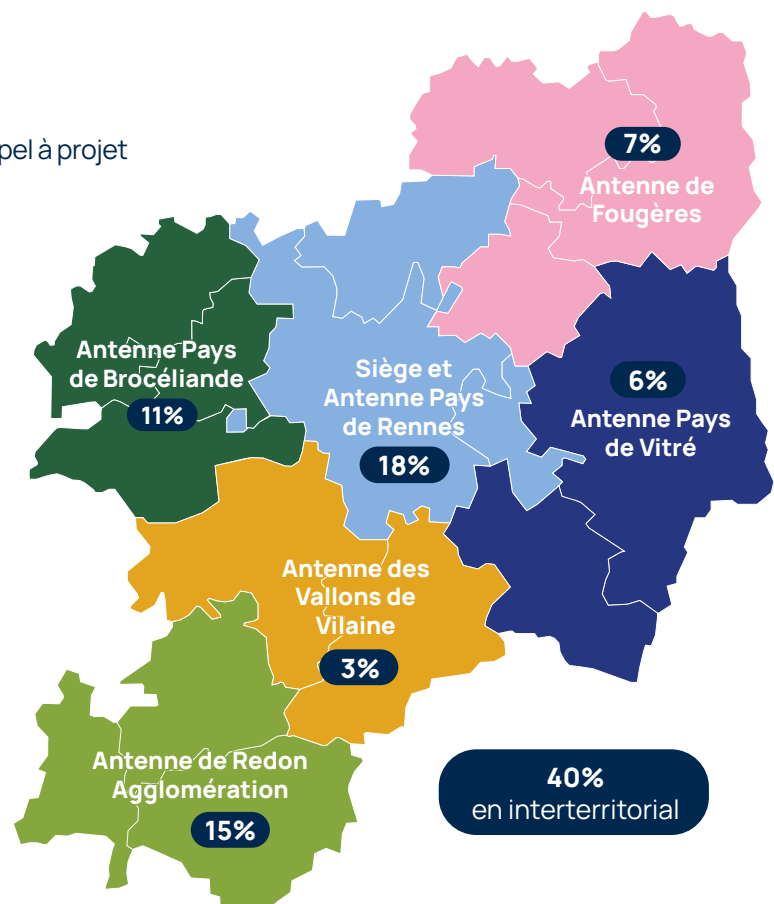 pel à projet
7%
Antenne de
Fougères
Antenne Pays
de Brocéliande
11%
Siège et
Antenne Pays
de Rennes
18%
6%
Antenne Pays
de Vitré
Antenne des
Vallons de
Vilaine
3%
Antenne de Redon
Agglomération
15%
40%
en interterritorial